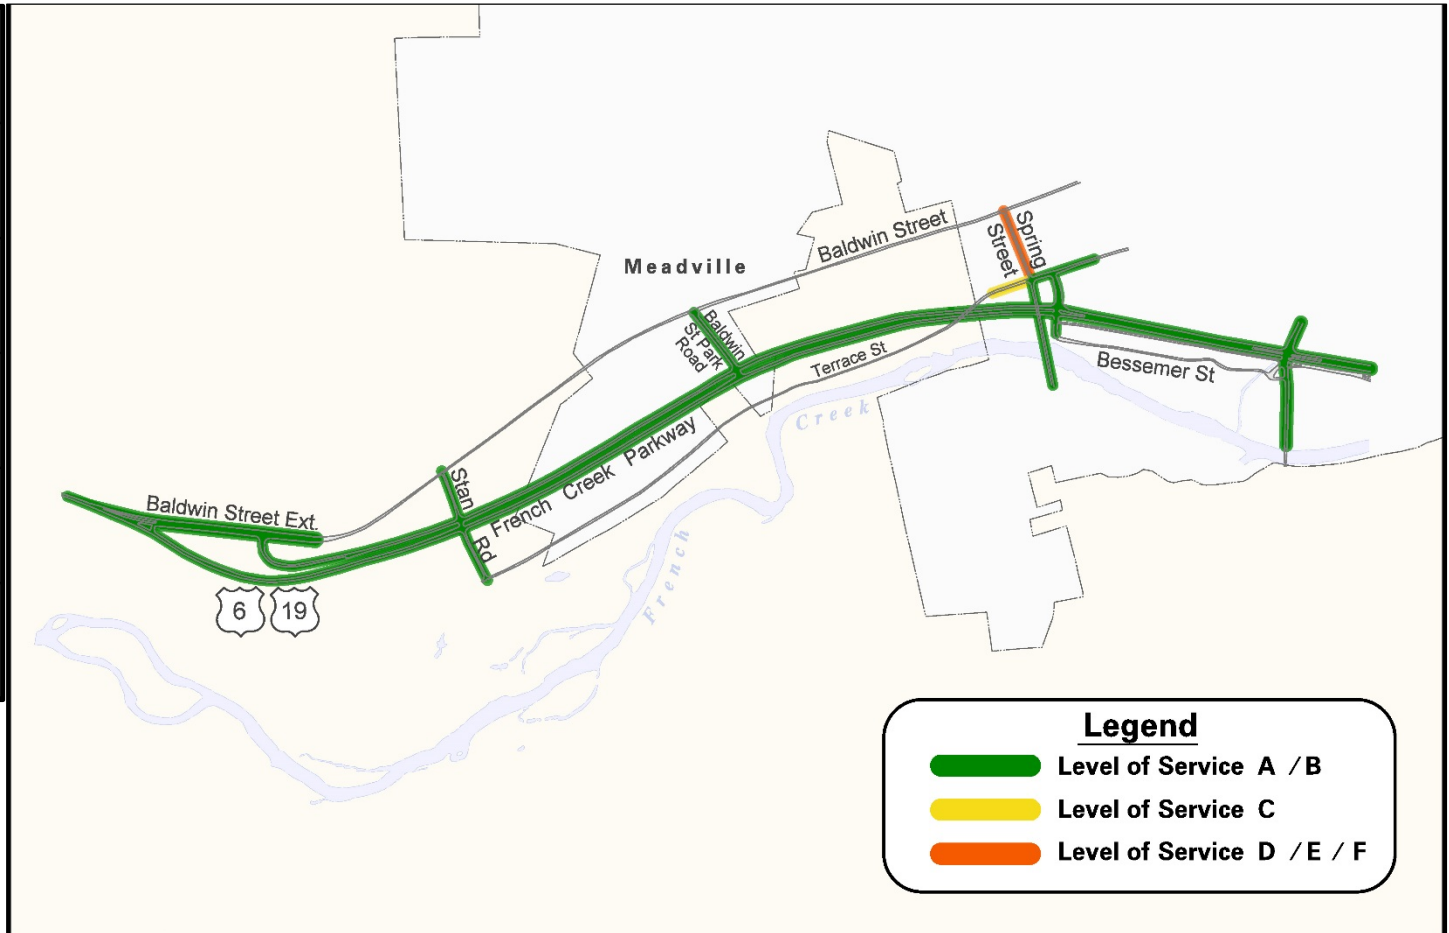 Baldwin Street
Spring
Street
Meadville
Baldwin
St Park
Road
Terrace St
Bessemer St
Creek
French Creek Parkway
Stan Rd
Baldwin Street Ext.
French
6
19
Legend
Level of Service A / B
Level of Service C
Level of Service D / E / F